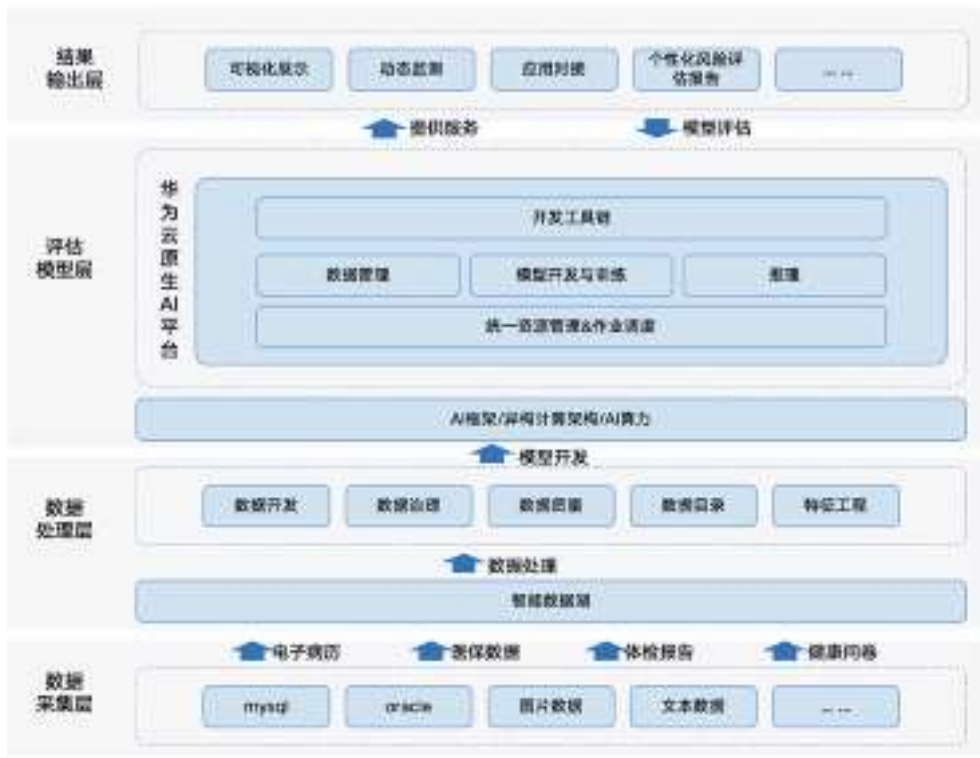 结果
输出层
可视化展示
动态监测
应用对接
个性化风险评
估报告
... ...
提供服务
模型评估
评估
模型层
华为云原生AI平台
开发工具链
数据管理
模型开发与训练
推理
统一资源管理&作业调度
AI框架/异构计算架构/AI算力
模型开发
数据
处理层
数据开发
数据治理
数据质量
数据目录
特征工程
数据处理
智能数据湖
电子病历
医保数据
体检报告
健康问卷
数据
采集层
mysql
oracle
图片数据
文本数据
... ...